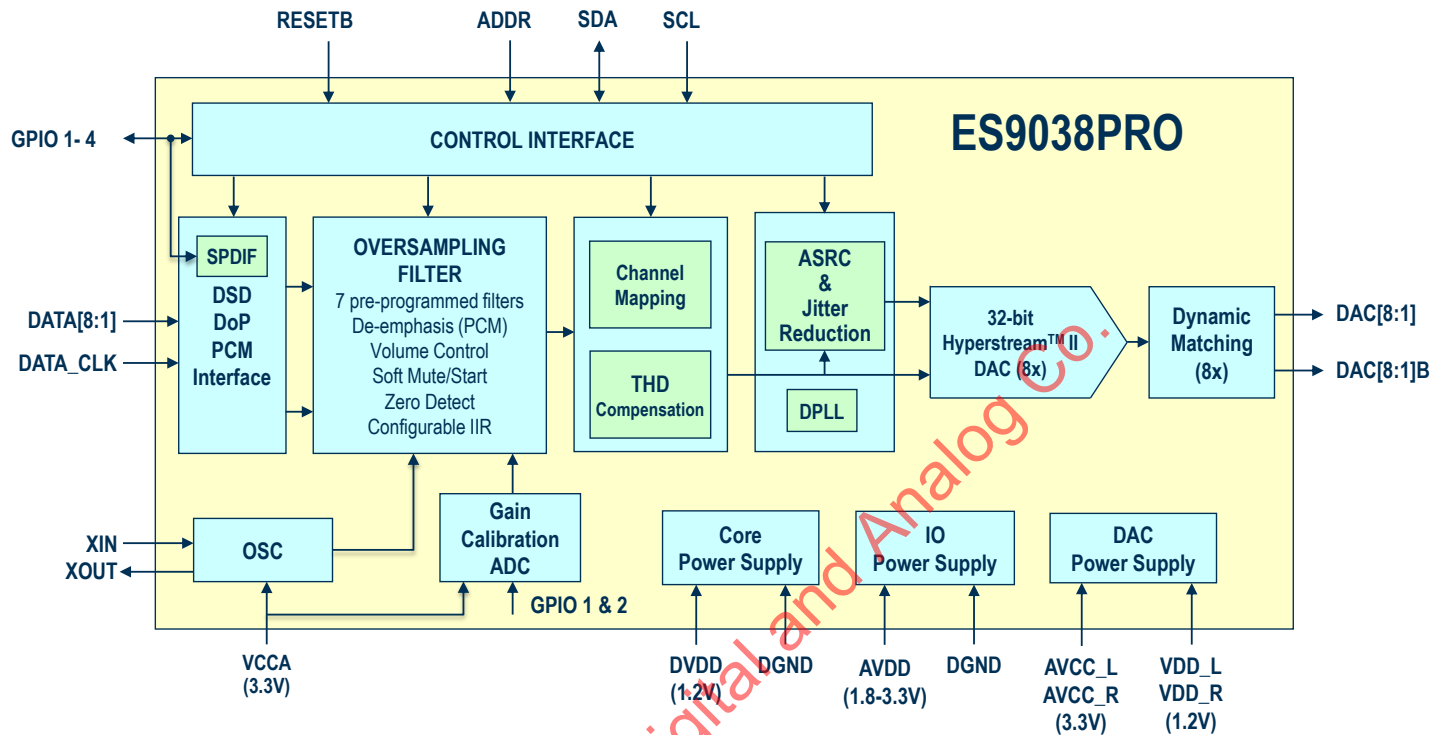 RESETB
ADDR
SDA
SCL
ES9038PRO
GPIO 1- 4
CONTROL INTERFACE
SPDIF
DSD
DoP
PCM
Interface
DATA[8:1]
DATA_CLK
OVERSAMPLING
FILTER
7 pre-programmed filters
De-emphasis (PCM)
Volume Control
Soft Mute/Start
Zero Detect
Configurable IIR
Channel
Mapping
THD
Compensation
ASRC
&
Jitter
Reduction
DPLL
32-bit
Hyperstream™ II
DAC (8x)
Dynamic
Matching
(8x)
DAC[8:1]
DAC[8:1]B
XIN
XOUT
OSC
Gain
Calibration
ADC
GPIO 1 & 2
Core
Power Supply
IO
Power Supply
DAC
Power Supply
VCCA
(3.3V)
DVDD
(1.2V)
DGND
AVDD
(1.8-3.3V)
DGND
AVCC_L
AVCC_R
(3.3V)
VDD_L
VDD_R
(1.2V)
igital and Analog Co.